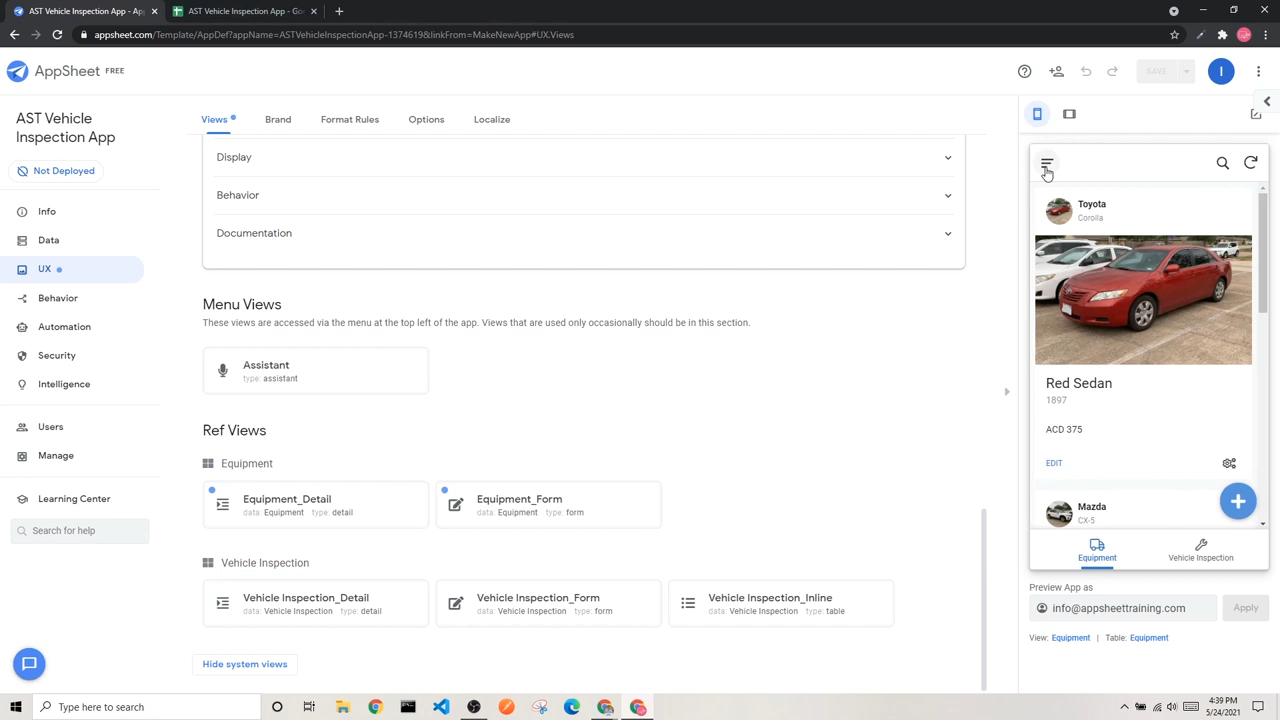 AST Vehicle Inspection App - Ap
AST Vehicle Inspection App - Goo
appsheet.com/Template/AppDef?appName=ASTVehicleInspectionApp-1374619&linkFrom=MakeNewApp#UX.Views
AppSheet FREE
SAVE
I
AST Vehicle
Inspection App
Not Deployed
Info
Data
UX
Behavior
Automation
Security
Intelligence
Users
Manage
Learning Center
Search for help
Views
Brand
Format Rules
Options
Localize
Display
Behavior
Documentation
Menu Views
These views are accessed via the menu at the top left of the app. Views that are used only occasionally should be in this section.
Assistant
type: assistant
Ref Views
Equipment
Equipment_Detail
data: Equipment type: detail
Equipment_Form
data: Equipment type: form
Vehicle Inspection
Vehicle Inspection_Detail
data: Vehicle Inspection type: detail
Vehicle Inspection_Form
data: Vehicle Inspection type: form
Vehicle Inspection_Inline
data: Vehicle Inspection type: table
Hide system views
Toyota
Corolla
Red Sedan
1897
ACD 375
EDIT
Mazda
CX-5
Equipment
Vehicle Inspection
Preview App as
info@appsheettraining.com
Apply
View: Equipment | Table: Equipment
Type here to search
4:39 PM
5/24/2021